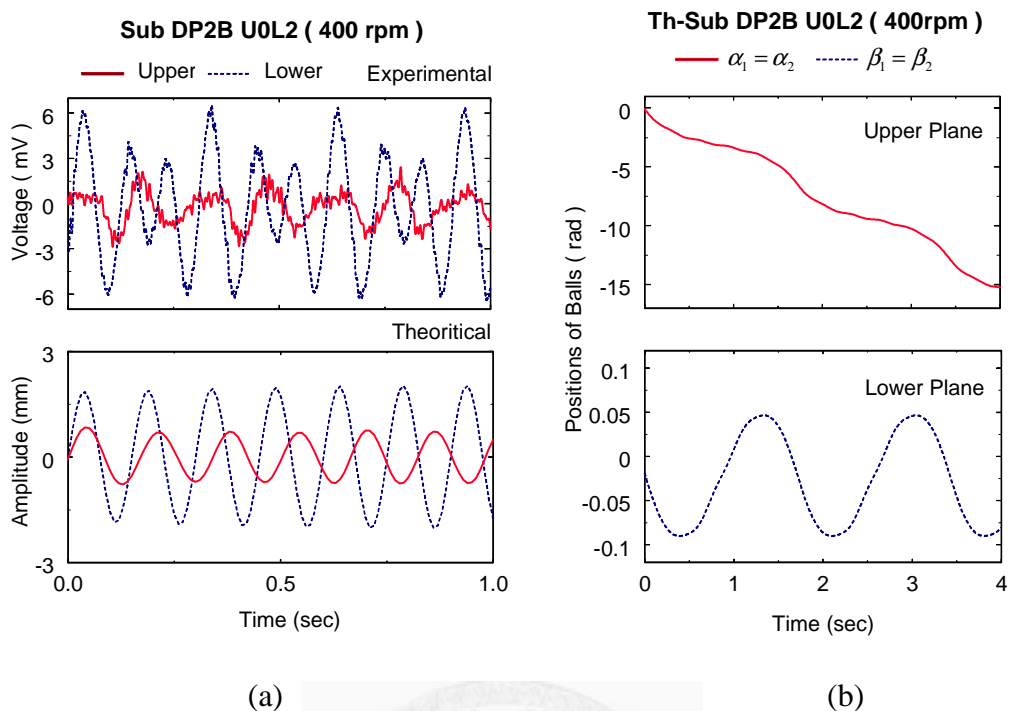 Sub DP2B U0L2 ( 400 rpm )
Upper Lower Experimental
6
3
0
-3
-6
Voltage ( mV )
Theoritical
3
0
-3
Amplitude (mm)
0.0 0.5 1.0
Time (sec)
(a)
Th-Sub DP2B U0L2 ( 400rpm )
α₁ = α₂ β₁ = β₂
0
-5
-10
-15
Upper Plane
Positions of Balls ( rad )
0.1
0.05
0
-0.05
-0.1
Lower Plane
0 1 2 3 4
Time (sec)
(b)